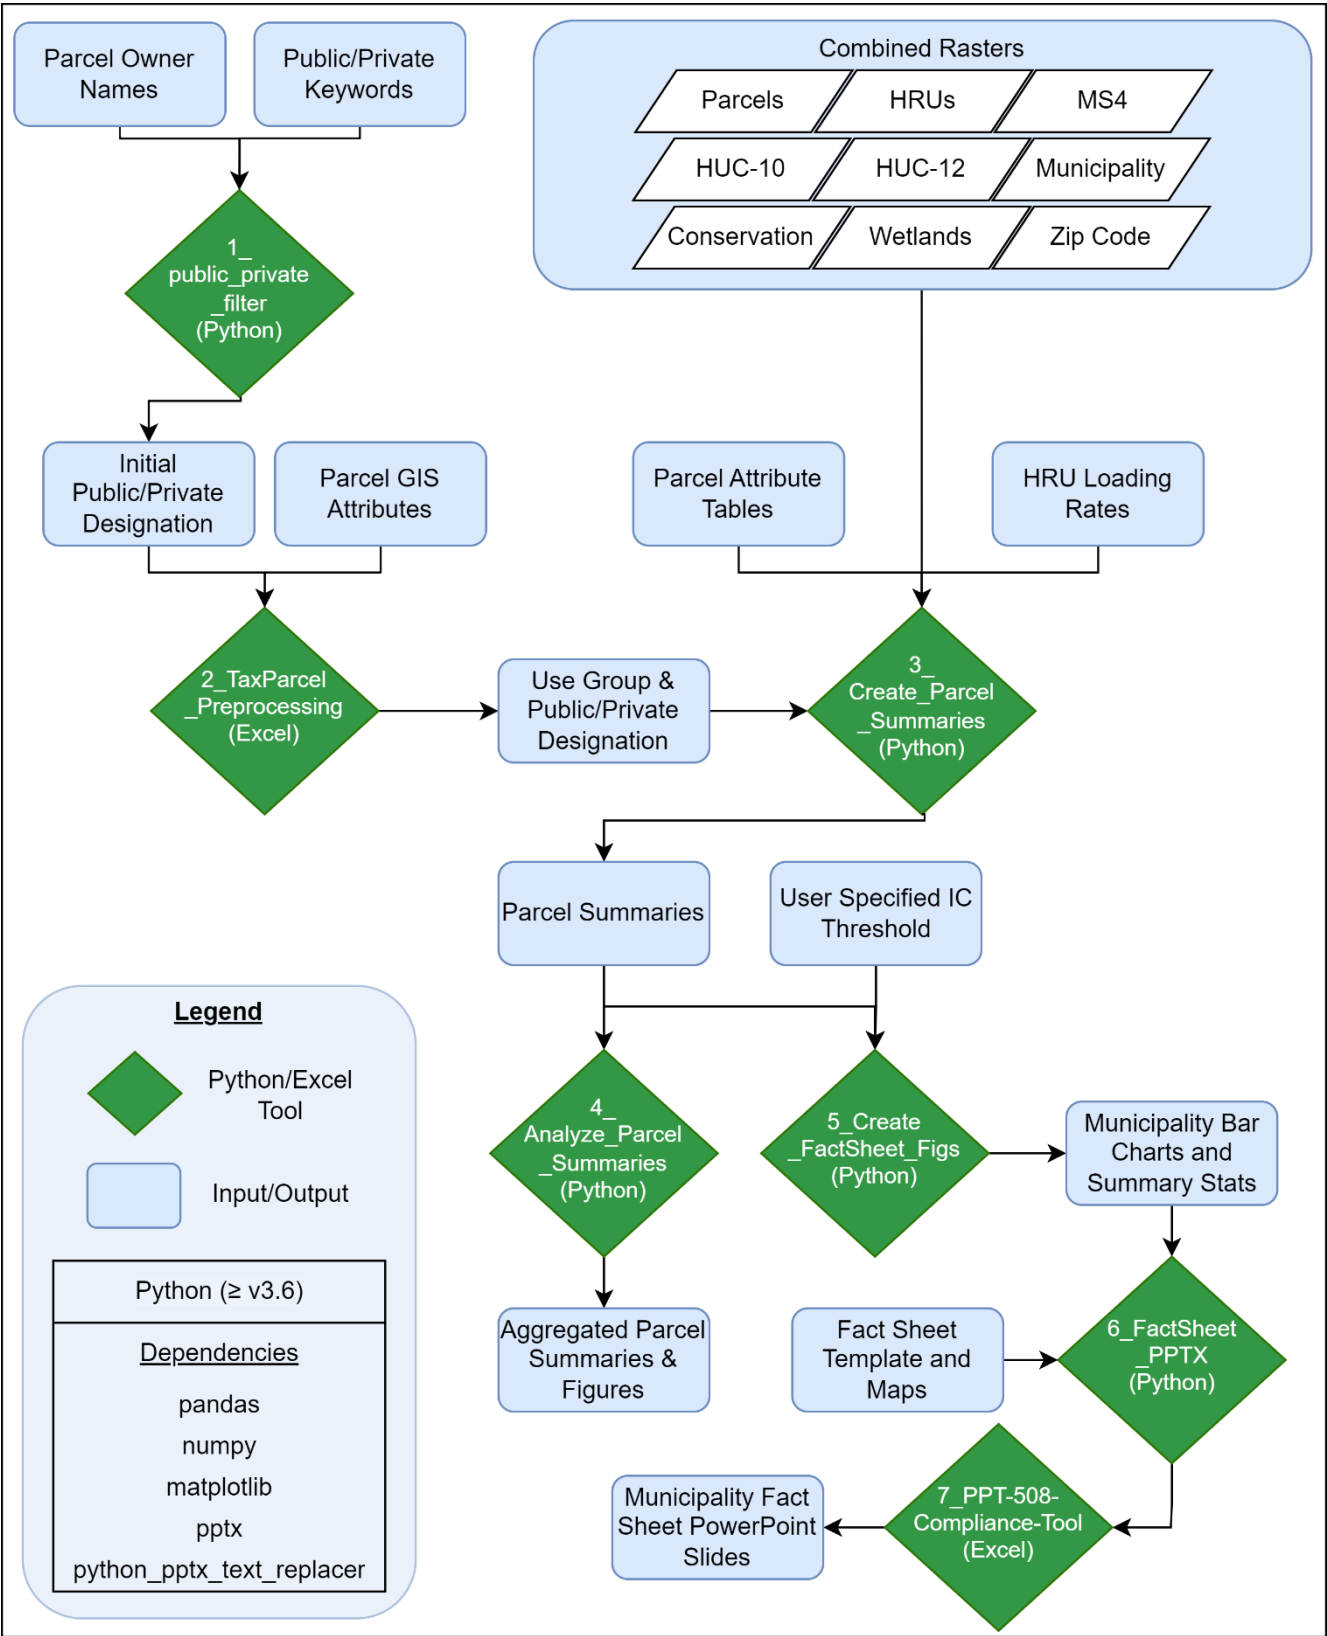 Parcel Owner
Names
Public/Private
Keywords
Combined Rasters
Parcels
HRUs
MS4
HUC-10
HUC-12
Municipality
Conservation
Wetlands
Zip Code
1_
public_private
_filter
(Python)
Initial
Public/Private
Designation
Parcel GIS
Attributes
Parcel Attribute
Tables
HRU Loading
Rates
2_TaxParcel
_Preprocessing
(Excel)
Use Group &
Public/Private
Designation
3_
Create_Parcel
_Summaries
(Python)
Parcel Summaries
User Specified IC
Threshold
4_
Analyze_Parcel
_Summaries
(Python)
5_Create
_FactSheet_Figs
(Python)
Municipality Bar
Charts and
Summary Stats
Aggregated Parcel
Summaries &
Figures
Fact Sheet
Template and
Maps
6_FactSheet
_PPTX
(Python)
Municipality Fact
Sheet PowerPoint
Slides
7_PPT-508-
Compliance-Tool
(Excel)
Legend
Python/Excel
Tool
Input/Output
Python (≥ v3.6)
Dependencies
pandas
numpy
matplotlib
pptx
python_pptx_text_replacer